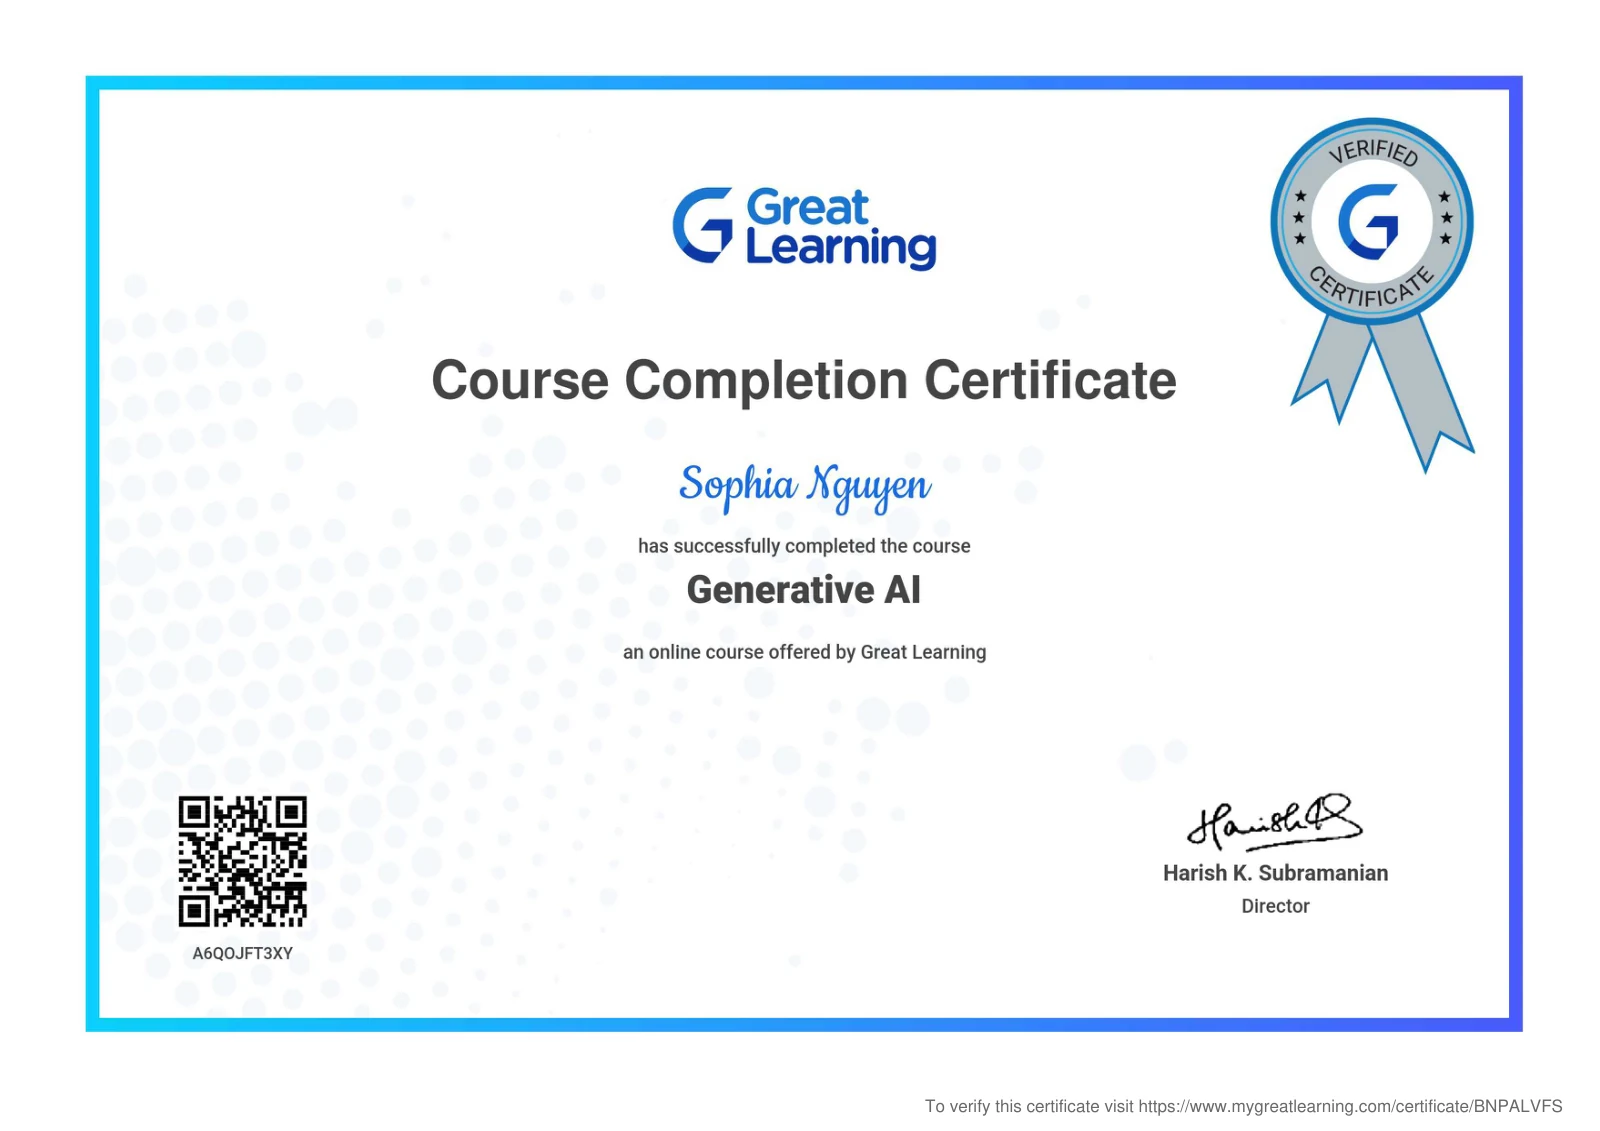 VERIFIED
CERTIFICATE
Great
Learning
Course Completion Certificate
Sophia Nguyen
has successfully completed the course
Generative AI
an online course offered by Great Learning
Harish K. Subramanian
Director
A6QOJFT3XY
To verify this certificate visit https://www.mygreatlearning.com/certificate/BNPALVFS